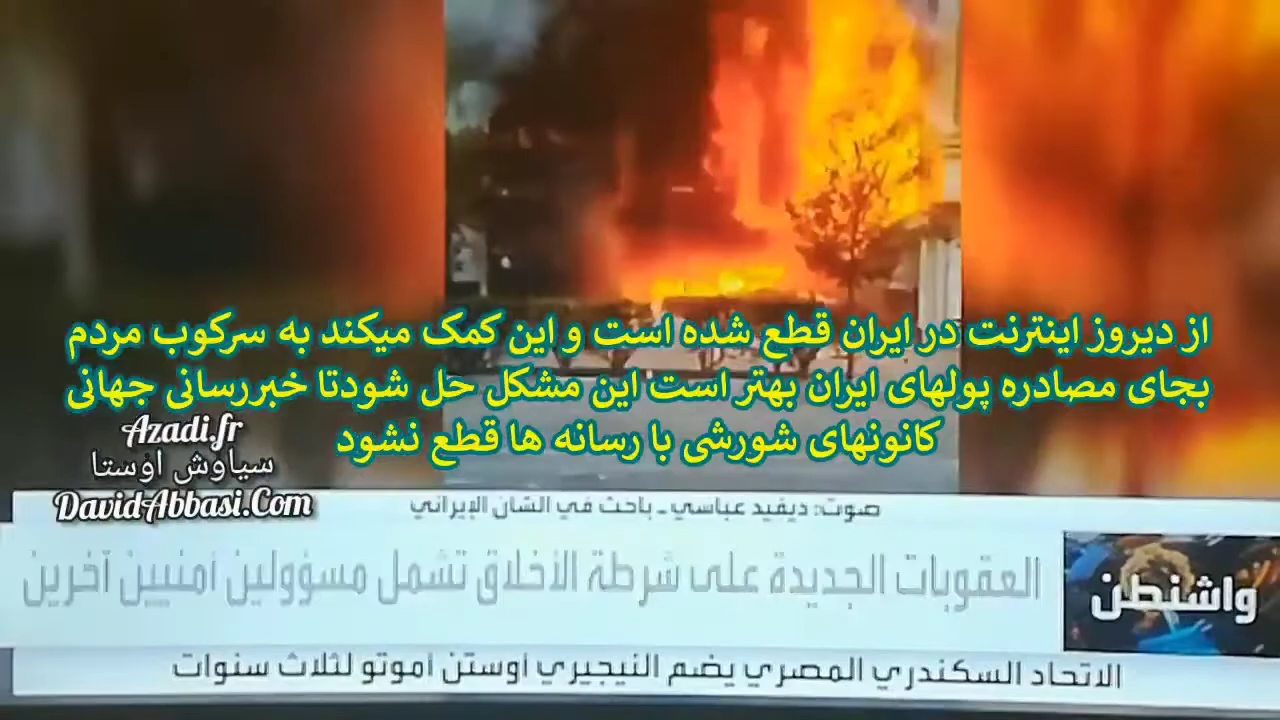 از دیروز اینترنت در ایران قطع شده است و این کمک میکند به سرکوب مردم
بجای مصادره پولهای ایران بهتر است این مشکل حل شودتا خبررسانی جهانی
کانونهای شورشی با رسانه ها قطع نشود
Azadi.fr
سیاوش اوستا
DavidAbbasi.Com
صوت: ديفيد عباسي - باحث في الشأن الإيراني
العقوبات الجديدة على شرطة الأخلاق تشمل مسؤولين أمنيين آخرين
واشنطن
الاتحاد السكندري المصري يضم النيجيري أوستن أموتو لثلاث سنوات